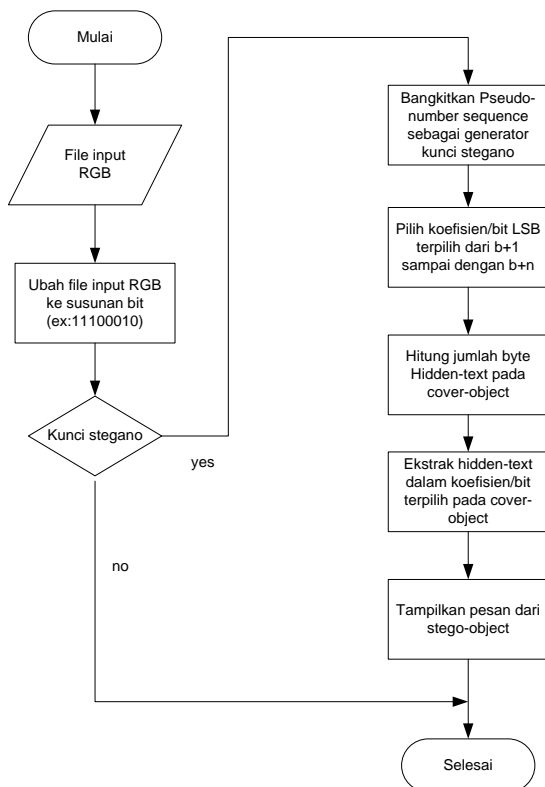 Mulai
File input
RGB
Ubah file input RGB
ke susunan bit
(ex:11100010)
Kunci stegano
yes
no
Bangkitkan Pseudo-
number sequence
sebagai generator
kunci stegano
Pilih koefisien/bit LSB
terpilih dari b+1
sampai dengan b+n
Hitung jumlah byte
Hidden-text pada
cover-object
Ekstrak hidden-text
dalam koefisien/bit
terpilih pada cover-
object
Tampilkan pesan dari
stego-object
Selesai